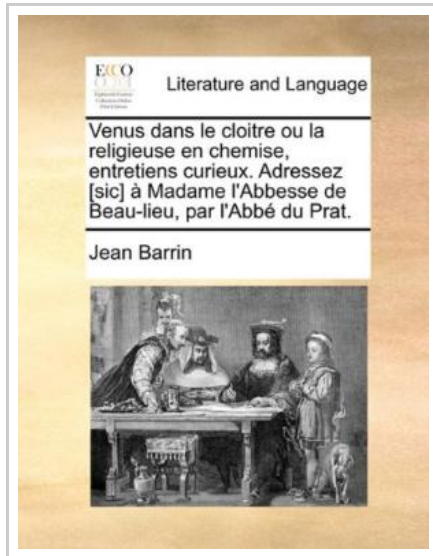 ECCO
Literature and Language
Venus dans le cloitre ou la
religieuse en chemise,
entretiens curieux. Adressez
[sic] à Madame l'Abbesse de
Beau-lieu, par l'Abbé du Prat.
Jean Barrin